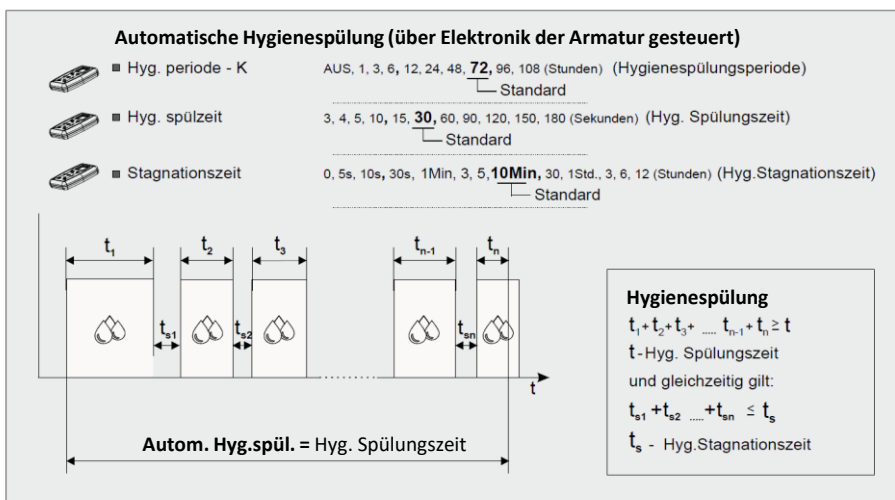 Automatische Hygienespülung (über Elektronik der Armatur gesteuert)
■ Hyg. periode - K AUS, 1, 3, 6, 12, 24, 48, 72, 96, 108 (Stunden) (Hygienespülungsperiode)
Standard
■ Hyg. spülzeit 3, 4, 5, 10, 15, 30, 60, 90, 120, 150, 180 (Sekunden) (Hyg. Spülungszeit)
Standard
■ Stagnationszeit 0, 5s, 10s, 30s, 1Min, 3, 5,10Min, 30, 1Std., 3, 6, 12 (Stunden) (Hyg.Stagnationszeit)
Standard
t1 t2 t3 tn-1 tn
ts1 ts2 tsn
t
Autom. Hyg.spül. = Hyg. Spülungszeit
Hygienespülung
t1+t2+t3+ ..... tn-1+tn ≥ t
t-Hyg. Spülungszeit
und gleichzeitig gilt:
ts1 +ts2 .....+tsn ≤ ts
ts - Hyg.Stagnationszeit